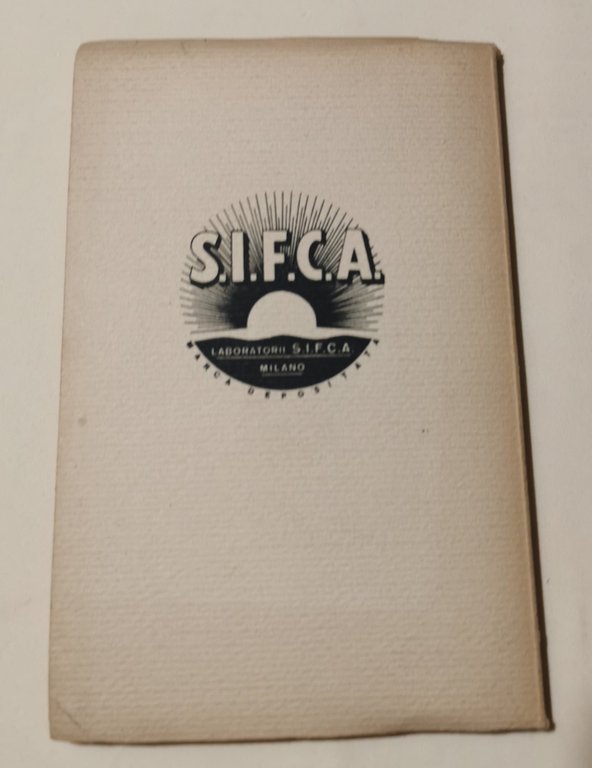 S.I.F.C.A.
LABORATORII S.I.F.C.A.
MILANO
MARCA DEPOSITATA